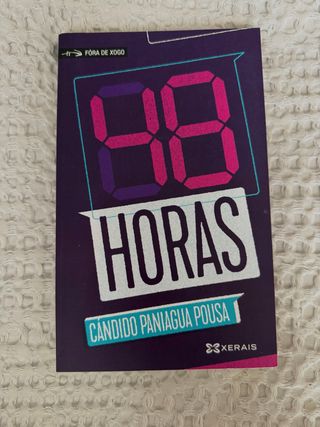 FÓRA DE XOGO
48
HORAS
CÁNDIDO PANIAGUA POUSA
XERAIS